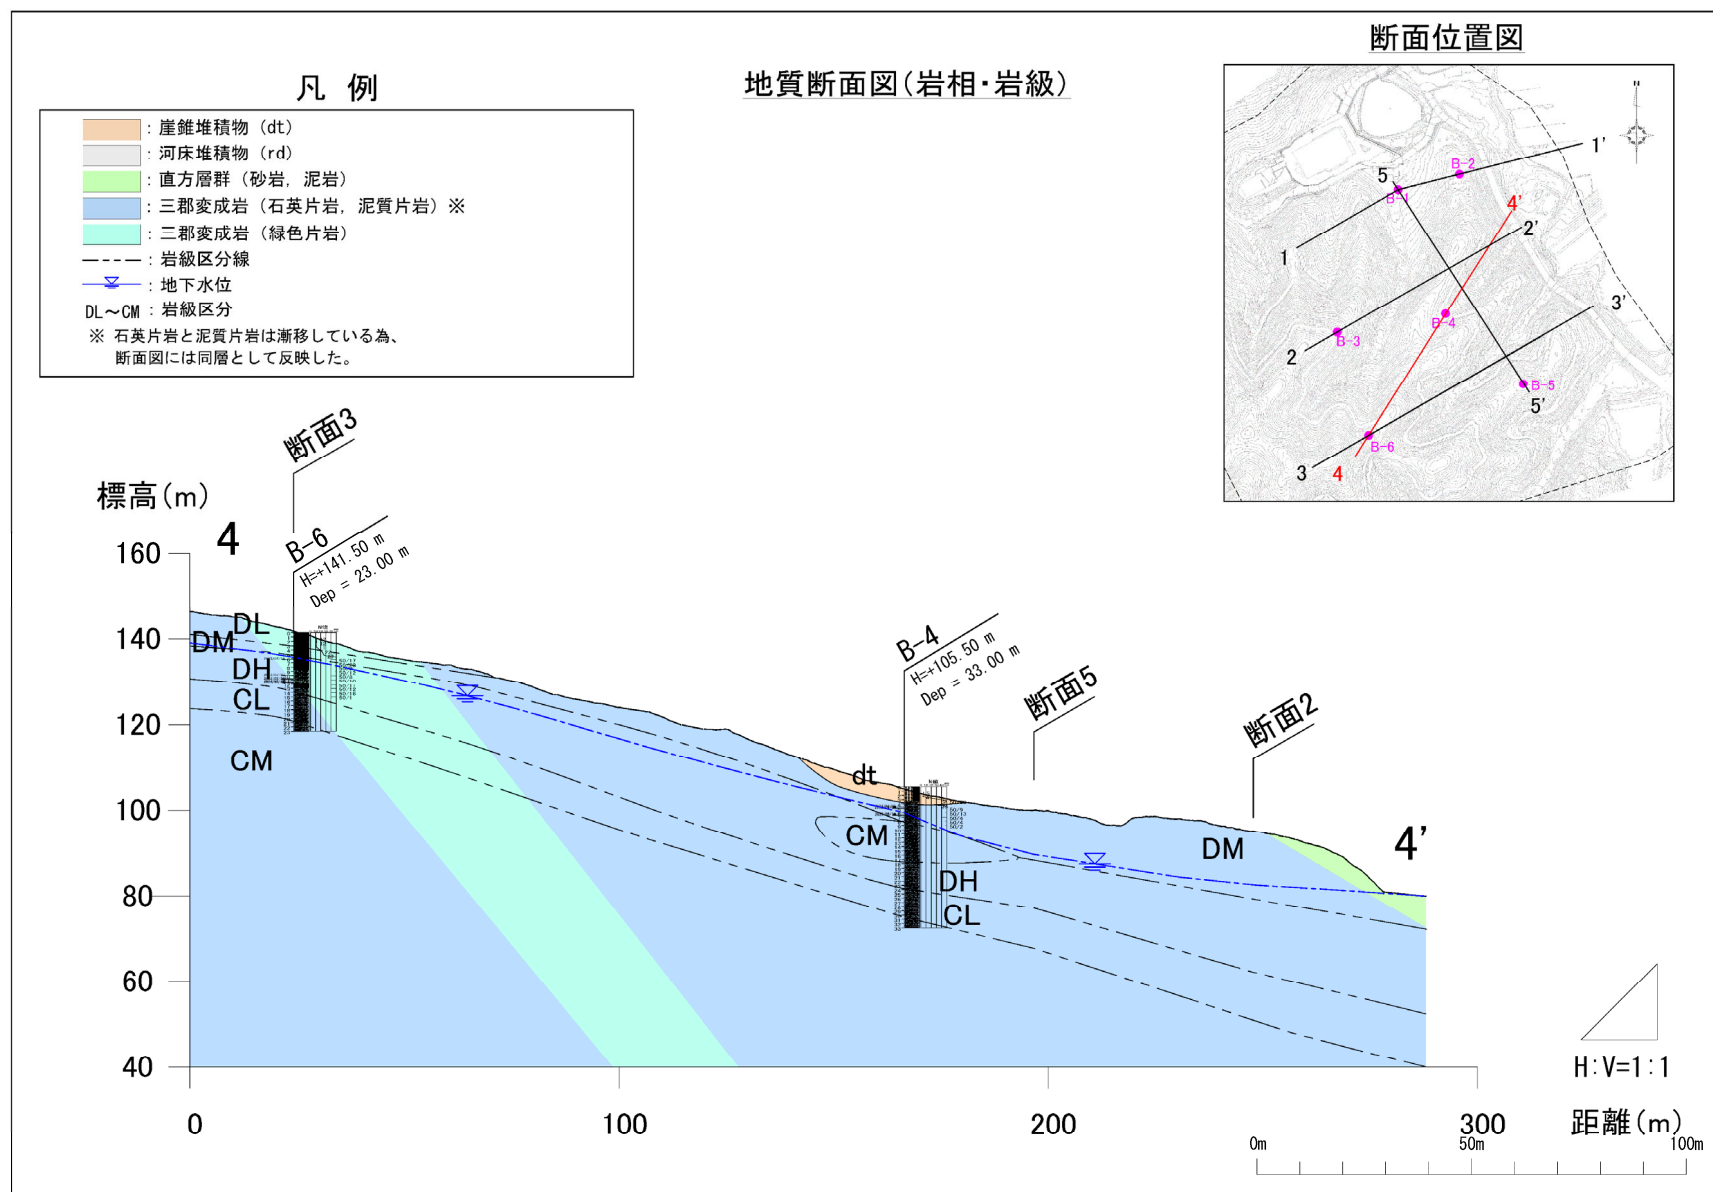 断面位置図
地質断面図(岩相・岩級)
凡 例
：崖錐堆積物 (dt)
：河床堆積物 (rd)
：直方層群 (砂岩, 泥岩)
：三郡変成岩 (石英片岩, 泥質片岩) ※
：三郡変成岩 (緑色片岩)
：岩級区分線
：地下水位
DL～CM ：岩級区分
※ 石英片岩と泥質片岩は漸移している為、
断面図には同層として反映した。
N
1'
B-2
5
B-1
4'
2'
1
3'
B-4
B-3
2
B-5
5'
B-6
3
4
断面3
標高(m)
4
B-6
H=+141.50 m
Dep = 23.00 m
B-4
H=+105.50 m
Dep = 33.00 m
断面5
断面2
160
140
120
100
80
60
40
DL
DM
DH
CL
CM
dt
CM
DH
CL
DM
4'
H:V=1:1
0
100
200
300
距離(m)
0m
50m
100m